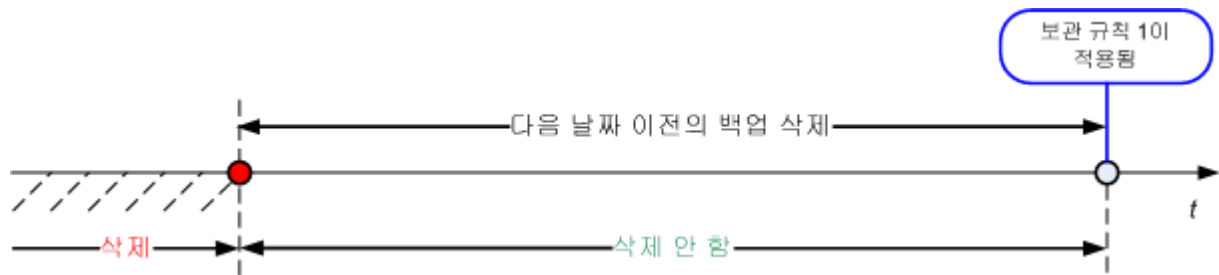 보관 규칙 1이
적용됨
다음 날짜 이전의 백업 삭제
t
삭제
삭제 안 함